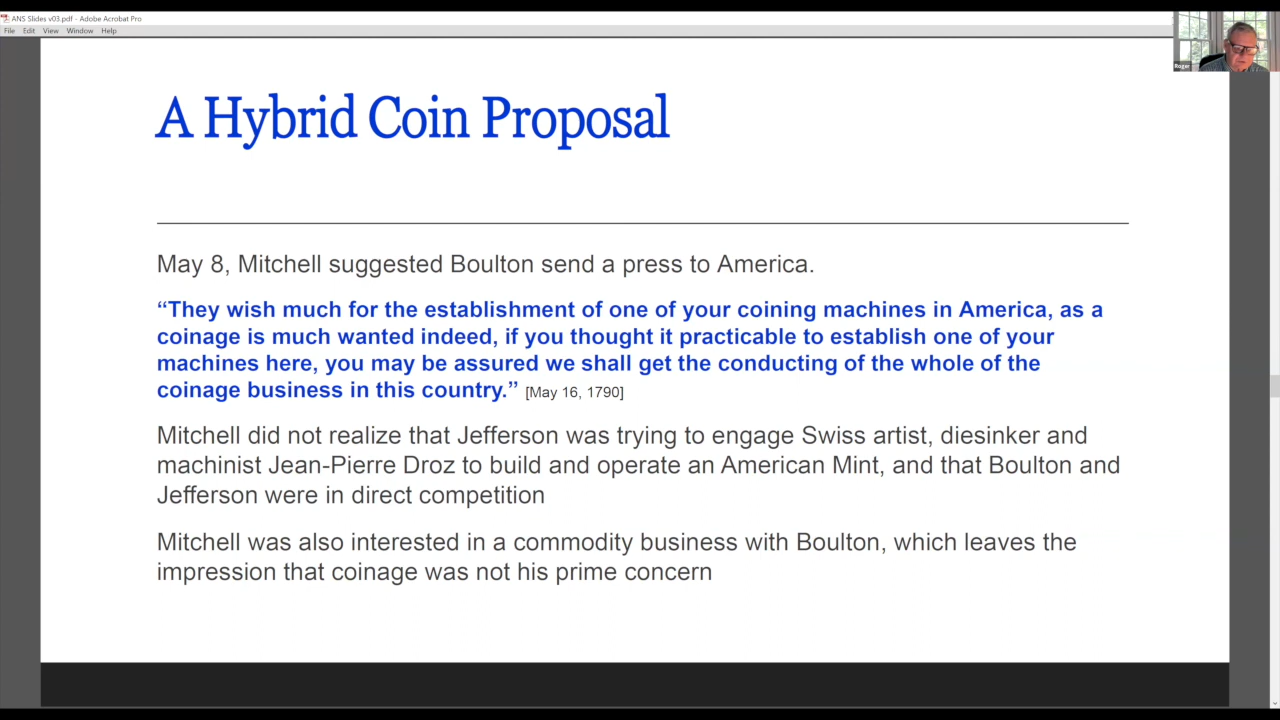 ANS Slides v03.pdf - Adobe Acrobat Pro
File Edit View Window Help
Roger
A Hybrid Coin Proposal
May 8, Mitchell suggested Boulton send a press to America.
“They wish much for the establishment of one of your coining machines in America, as a
coinage is much wanted indeed, if you thought it practicable to establish one of your
machines here, you may be assured we shall get the conducting of the whole of the
coinage business in this country.” [May 16, 1790]
Mitchell did not realize that Jefferson was trying to engage Swiss artist, diesinker and
machinist Jean-Pierre Droz to build and operate an American Mint, and that Boulton and
Jefferson were in direct competition
Mitchell was also interested in a commodity business with Boulton, which leaves the
impression that coinage was not his prime concern